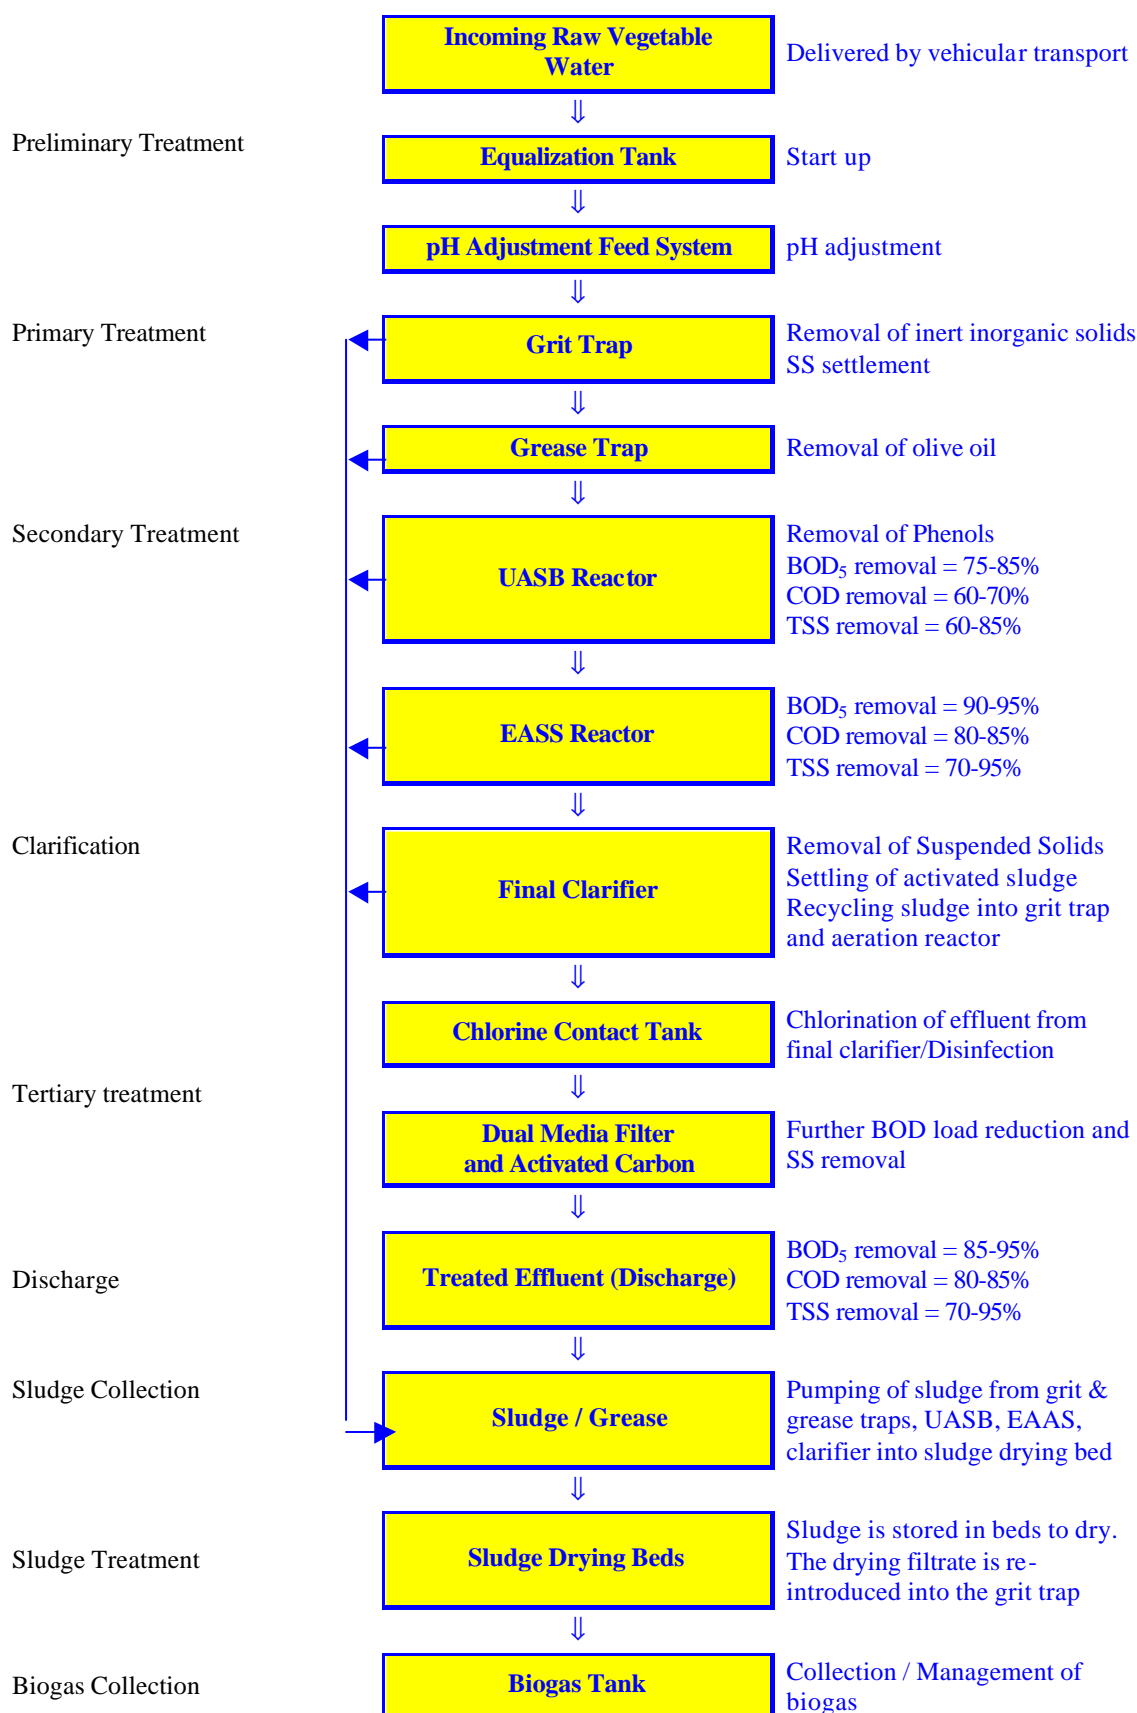 Incoming Raw Vegetable
Water
Delivered by vehicular transport
⇓
Preliminary Treatment
Equalization Tank
Start up
⇓
pH Adjustment Feed System
pH adjustment
⇓
Primary Treatment
Grit Trap
Removal of inert inorganic solids
SS settlement
⇓
Grease Trap
Removal of olive oil
⇓
Secondary Treatment
UASB Reactor
Removal of Phenols
BOD₅ removal = 75-85%
COD removal = 60-70%
TSS removal = 60-85%
⇓
EASS Reactor
BOD₅ removal = 90-95%
COD removal = 80-85%
TSS removal = 70-95%
⇓
Clarification
Final Clarifier
Removal of Suspended Solids
Settling of activated sludge
Recycling sludge into grit trap
and aeration reactor
⇓
Chlorine Contact Tank
Chlorination of effluent from
final clarifier/Disinfection
⇓
Tertiary treatment
Dual Media Filter
and Activated Carbon
Further BOD load reduction and
SS removal
⇓
Discharge
Treated Effluent (Discharge)
BOD₅ removal = 85-95%
COD removal = 80-85%
TSS removal = 70-95%
⇓
Sludge Collection
Sludge / Grease
Pumping of sludge from grit &
grease traps, UASB, EAAS,
clarifier into sludge drying bed
⇓
Sludge Treatment
Sludge Drying Beds
Sludge is stored in beds to dry.
The drying filtrate is re-
introduced into the grit trap
⇓
Biogas Collection
Biogas Tank
Collection / Management of
biogas